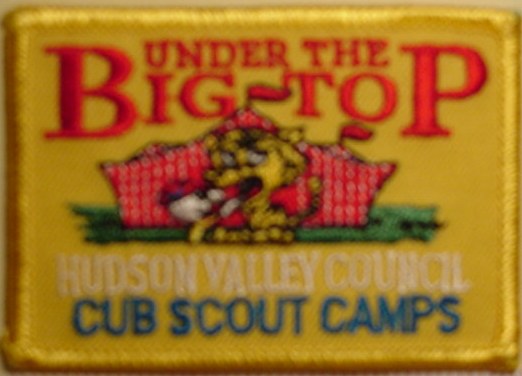 UNDER THE
BIG TOP
HUDSON VALLEY COUNCIL
CUB SCOUT CAMPS